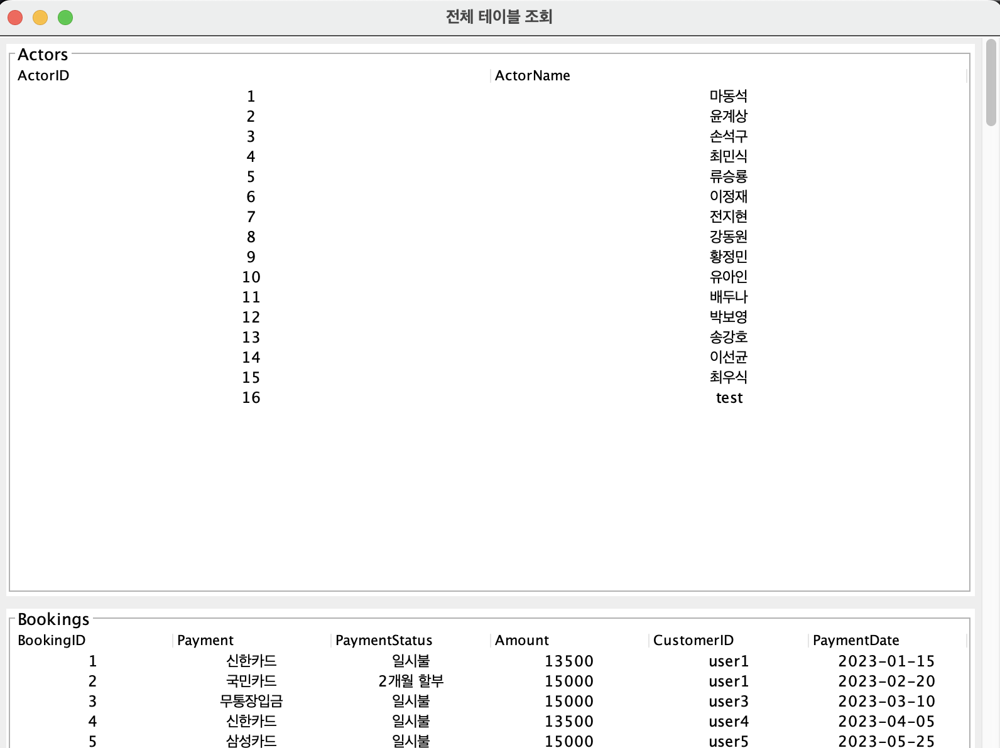 전체 테이블 조회
Actors
ActorID ActorName
1 마동석
2 윤계상
3 손석구
4 최민식
5 류승룡
6 이정재
7 전지현
8 강동원
9 황정민
10 유아인
11 배두나
12 박보영
13 송강호
14 이선균
15 최우식
16 test
Bookings
BookingID Payment PaymentStatus Amount CustomerID PaymentDate
1 신한카드 일시불 13500 user1 2023-01-15
2 국민카드 2개월 할부 15000 user1 2023-02-20
3 무통장입금 일시불 15000 user3 2023-03-10
4 신한카드 일시불 13500 user4 2023-04-05
5 삼성카드 일시불 15000 user5 2023-05-25